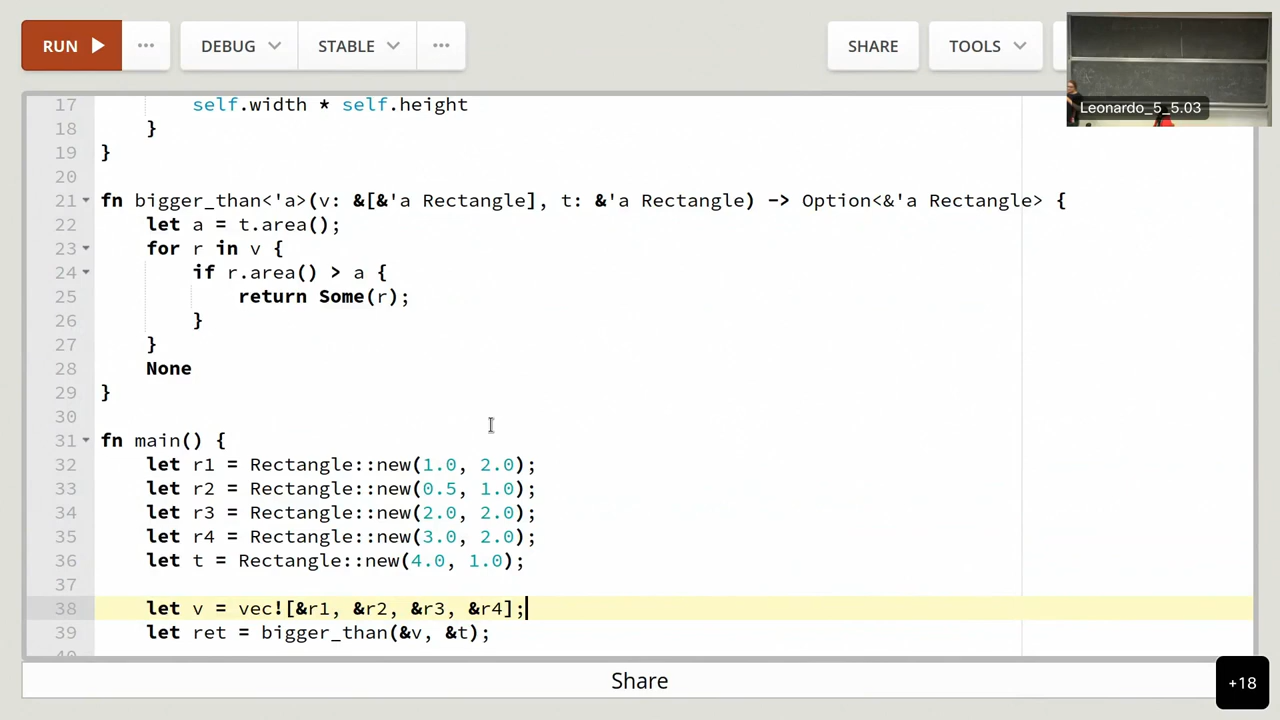 RUN ▶ ··· DEBUG STABLE ··· SHARE TOOLS
Leonardo_5_5.03
17         self.width * self.height
18     }
19 }
20
21 fn bigger_than<'a>(v: &[&'a Rectangle], t: &'a Rectangle) -> Option<&'a Rectangle> {
22     let a = t.area();
23     for r in v {
24         if r.area() > a {
25             return Some(r);
26         }
27     }
28     None
29 }
30
31 fn main() {
32     let r1 = Rectangle::new(1.0, 2.0);
33     let r2 = Rectangle::new(0.5, 1.0);
34     let r3 = Rectangle::new(2.0, 2.0);
35     let r4 = Rectangle::new(3.0, 2.0);
36     let t = Rectangle::new(4.0, 1.0);
37
38     let v = vec![&r1, &r2, &r3, &r4];
39     let ret = bigger_than(&v, &t);
Share
+18